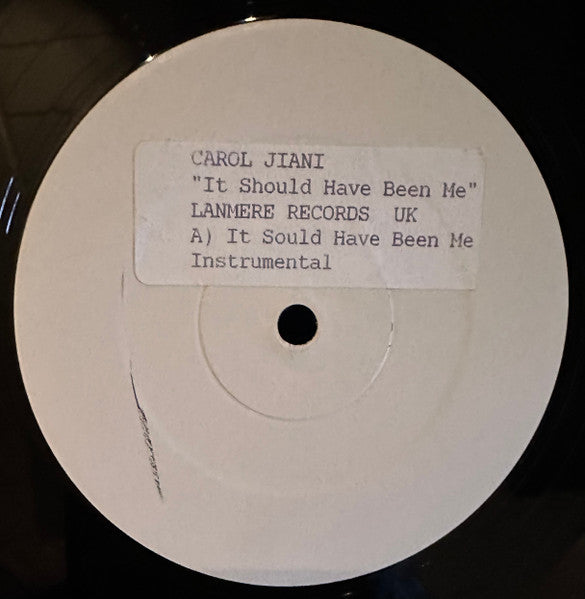 CAROL JIANI
"It Should Have Been Me"
LANMERE RECORDS  UK
A) It Sould Have Been Me
Instrumental